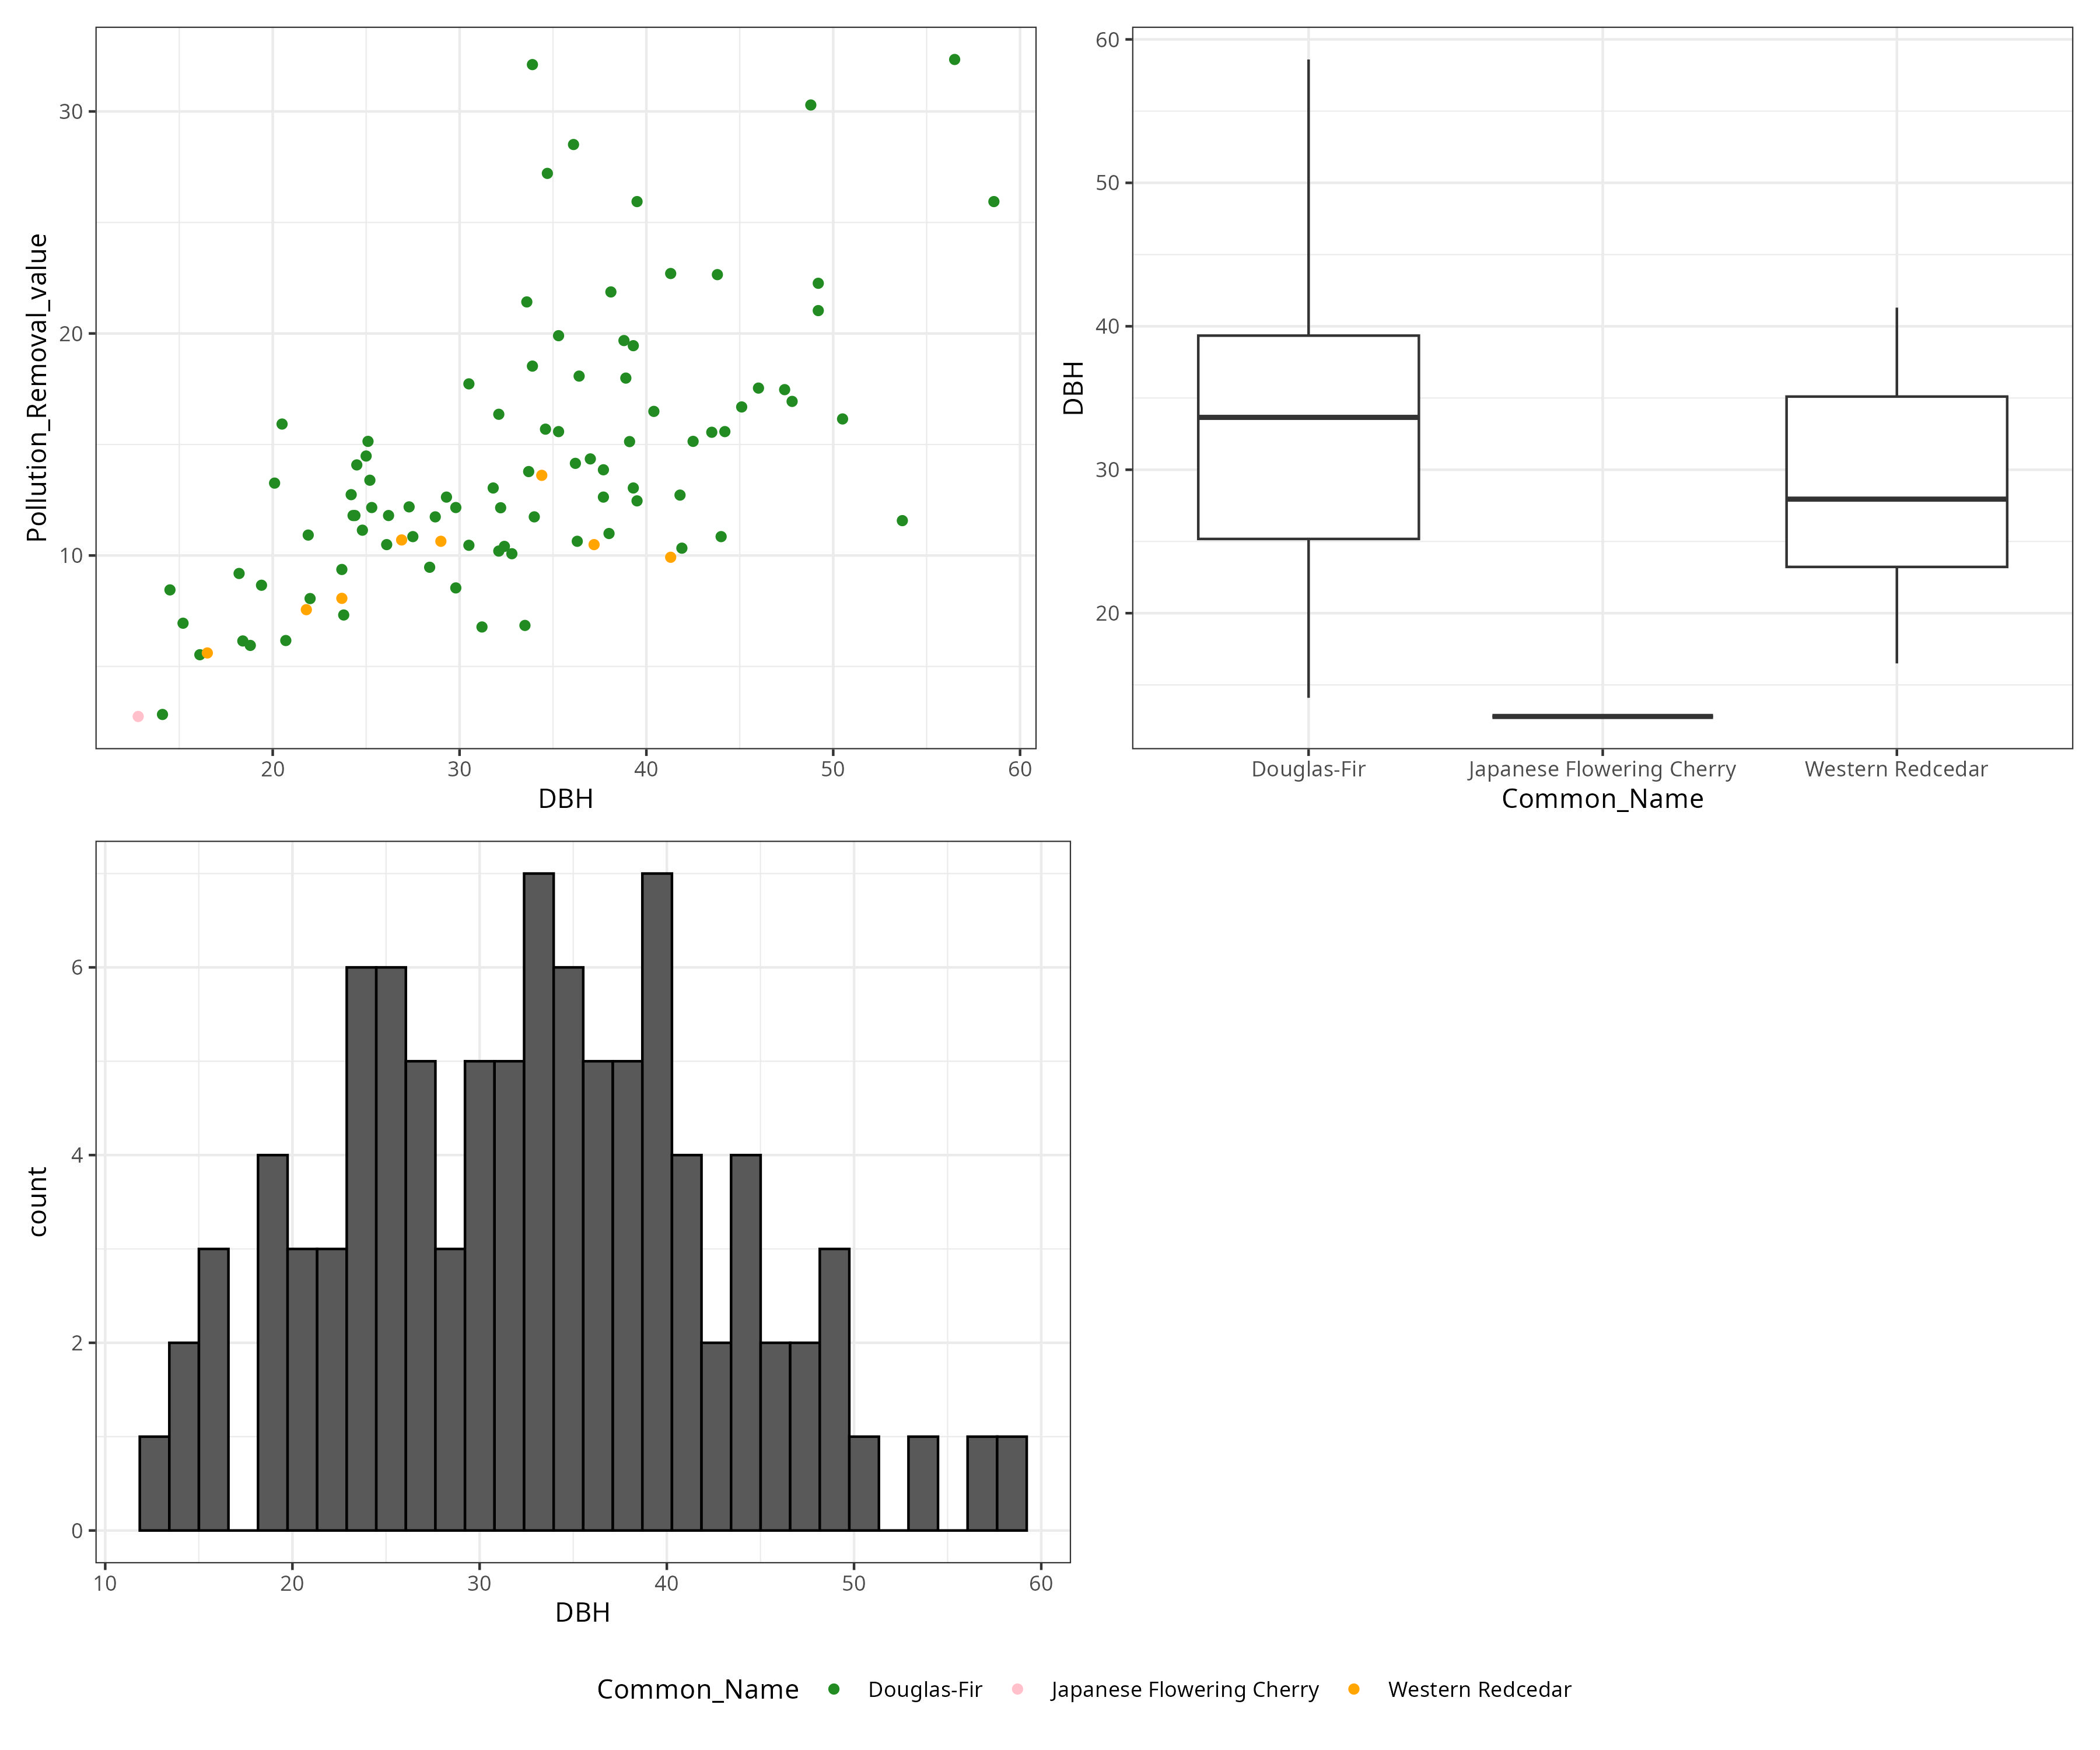 Pollution_Removal_value
30
20
10
20 30 40 50 60
DBH
DBH
60
50
40
30
20
Douglas-Fir Japanese Flowering Cherry Western Redcedar
Common_Name
count
6
4
2
0
10 20 30 40 50 60
DBH
Common_Name Douglas-Fir Japanese Flowering Cherry Western Redcedar